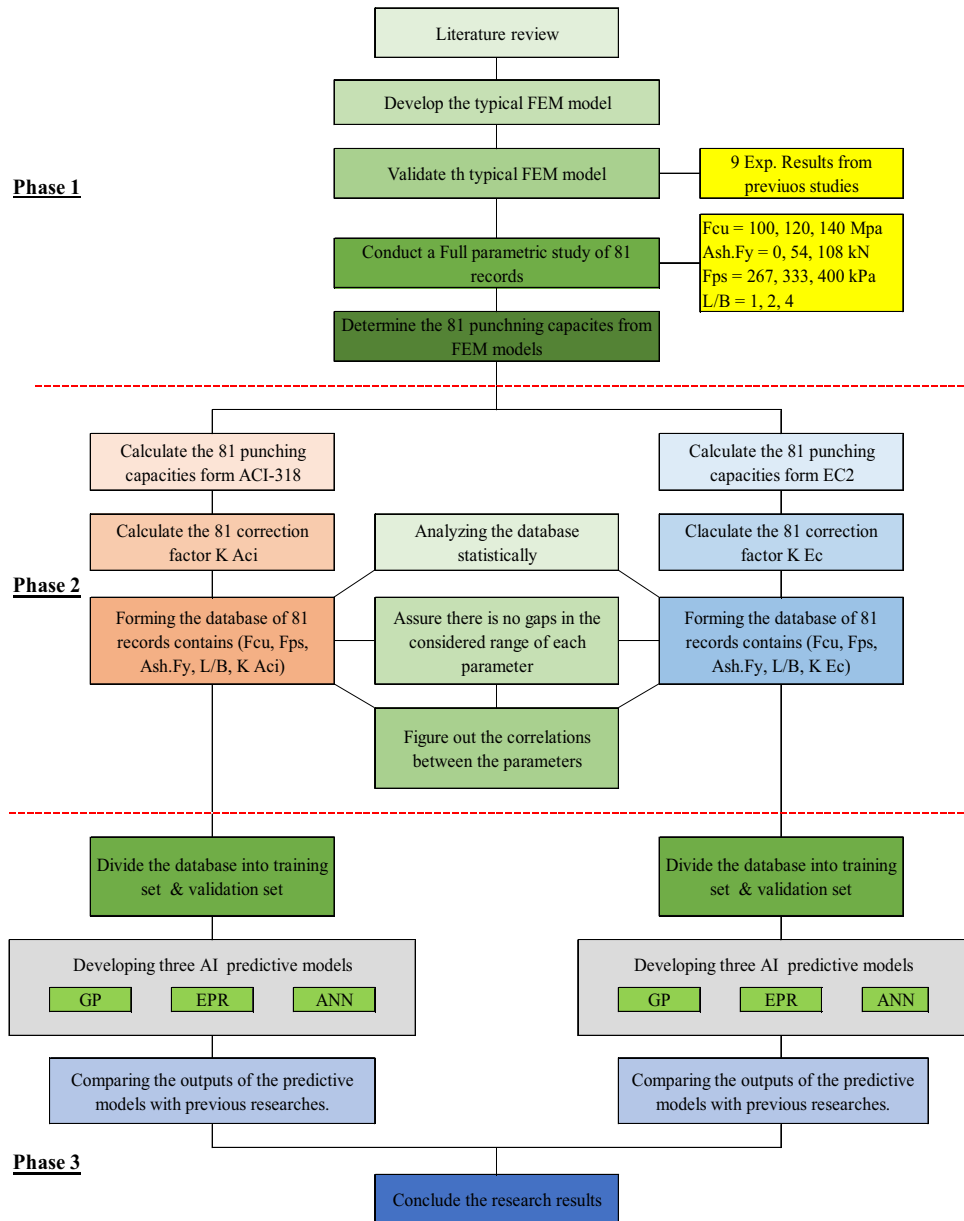 Literature review
Develop the typical FEM model
Validate th typical FEM model
9 Exp. Results from
previuos studies
Phase 1
Conduct a Full parametric study of 81
records
Fcu = 100, 120, 140 Mpa
Ash.Fy = 0, 54, 108 kN
Fps = 267, 333, 400 kPa
L/B = 1, 2, 4
Determine the 81 punchning capacites from
FEM models
Calculate the 81 punching
capacities form ACI-318
Calculate the 81 punching
capacities form EC2
Calculate the 81 correction
factor K Aci
Analyzing the database
statistically
Claculate the 81 correction
factor K Ec
Phase 2
Forming the database of 81
records contains (Fcu, Fps,
Ash.Fy, L/B, K Aci)
Assure there is no gaps in the
considered range of each
parameter
Forming the database of 81
records contains (Fcu, Fps,
Ash.Fy, L/B, K Ec)
Figure out the correlations
between the parameters
Divide the database into training
set & validation set
Divide the database into training
set & validation set
Developing three AI predictive models
GP
EPR
ANN
Developing three AI predictive models
GP
EPR
ANN
Comparing the outputs of the predictive
models with previous researches.
Comparing the outputs of the predictive
models with previous researches.
Phase 3
Conclude the research results